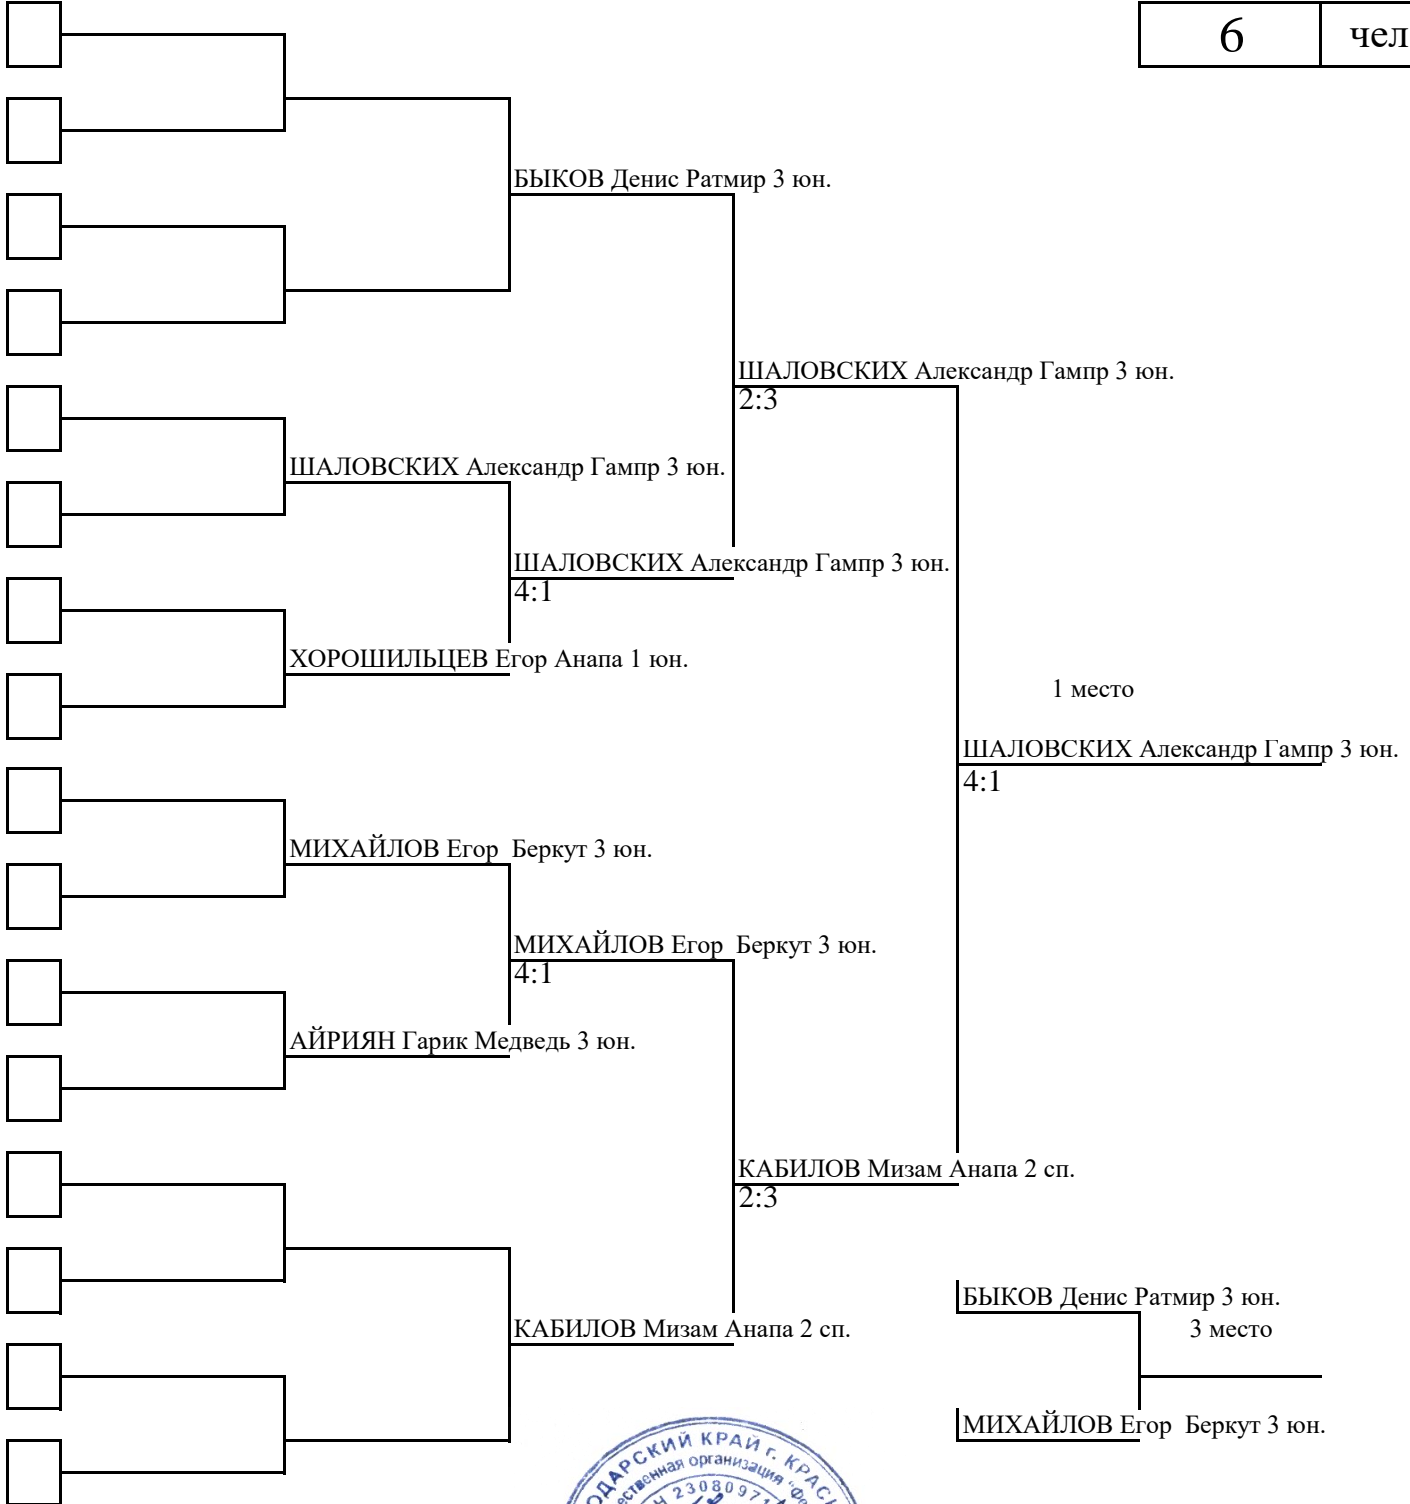 6 чел
БЫКОВ Денис Ратмир 3 юн.
ШАЛОВСКИХ Александр Гампр 3 юн.
2:3
ШАЛОВСКИХ Александр Гампр 3 юн.
ШАЛОВСКИХ Александр Гампр 3 юн.
4:1
ХОРОШИЛЬЦЕВ Егор Анапа 1 юн.
1 место
ШАЛОВСКИХ Александр Гампр 3 юн.
4:1
МИХАЙЛОВ Егор  Беркут 3 юн.
МИХАЙЛОВ Егор  Беркут 3 юн.
4:1
АЙРИЯН Гарик Медведь 3 юн.
КАБИЛОВ Мизам Анапа 2 сп.
2:3
БЫКОВ Денис Ратмир 3 юн.
КАБИЛОВ Мизам Анапа 2 сп.
3 место
МИХАЙЛОВ Егор  Беркут 3 юн.
КИЙ КРАЙ г.
организация